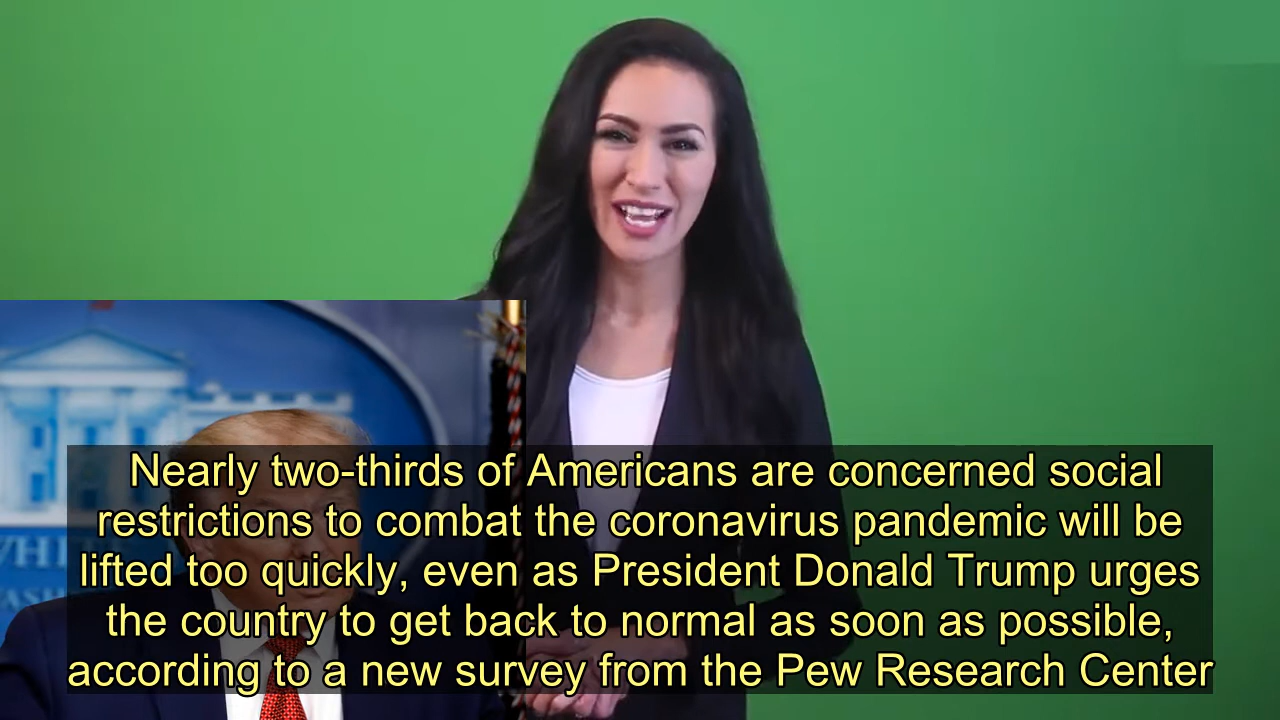 Nearly two-thirds of Americans are concerned social
restrictions to combat the coronavirus pandemic will be
lifted too quickly, even as President Donald Trump urges
the country to get back to normal as soon as possible,
according to a new survey from the Pew Research Center